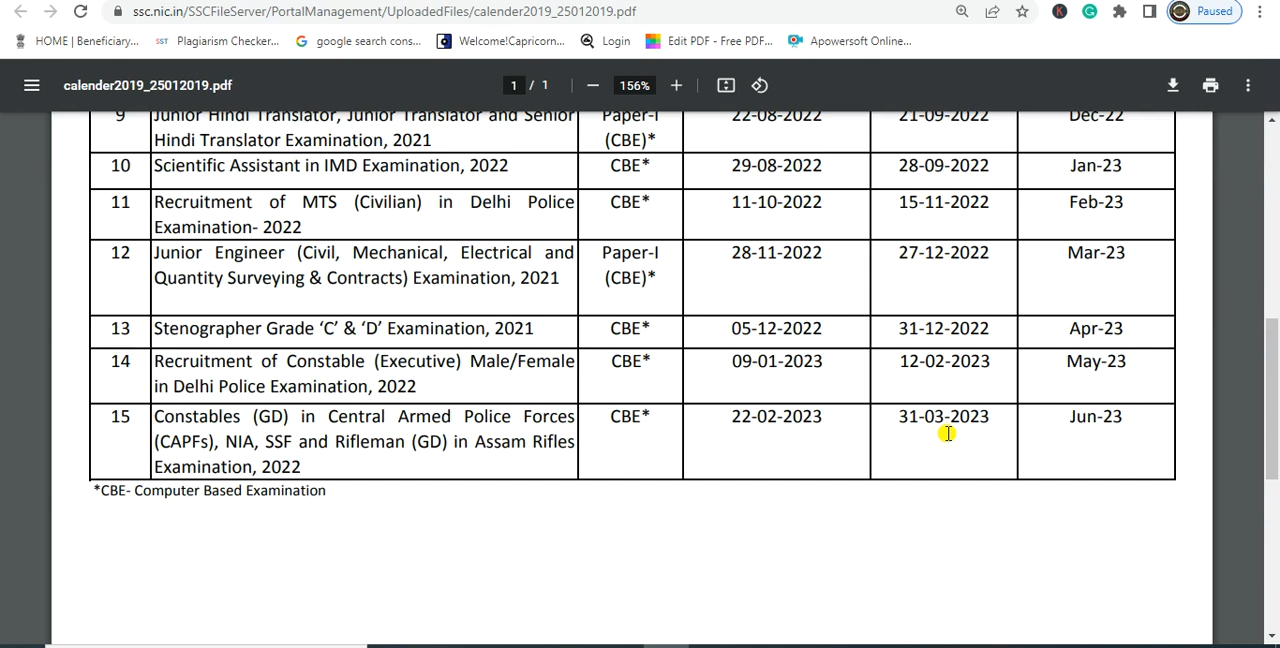 ssc.nic.in/SSCFileServer/PortalManagement/UploadedFiles/calender2019_25012019.pdf
Paused
HOME | Beneficiary...
SST Plagiarism Checker...
google search cons...
Welcome!Capricorn...
Login
Edit PDF - Free PDF...
Apowersoft Online...
calender2019_25012019.pdf
1 / 1
156%
9 Junior Hindi Translator, Junior Translator and Senior Paper-I 22-08-2022 21-09-2022 Dec-22
Hindi Translator Examination, 2021 (CBE)*
10 Scientific Assistant in IMD Examination, 2022 CBE* 29-08-2022 28-09-2022 Jan-23
11 Recruitment of MTS (Civilian) in Delhi Police CBE* 11-10-2022 15-11-2022 Feb-23
Examination- 2022
12 Junior Engineer (Civil, Mechanical, Electrical and Paper-I 28-11-2022 27-12-2022 Mar-23
Quantity Surveying & Contracts) Examination, 2021 (CBE)*
13 Stenographer Grade ‘C’ & ‘D’ Examination, 2021 CBE* 05-12-2022 31-12-2022 Apr-23
14 Recruitment of Constable (Executive) Male/Female CBE* 09-01-2023 12-02-2023 May-23
in Delhi Police Examination, 2022
15 Constables (GD) in Central Armed Police Forces CBE* 22-02-2023 31-03-2023 Jun-23
(CAPFs), NIA, SSF and Rifleman (GD) in Assam Rifles
Examination, 2022
*CBE- Computer Based Examination